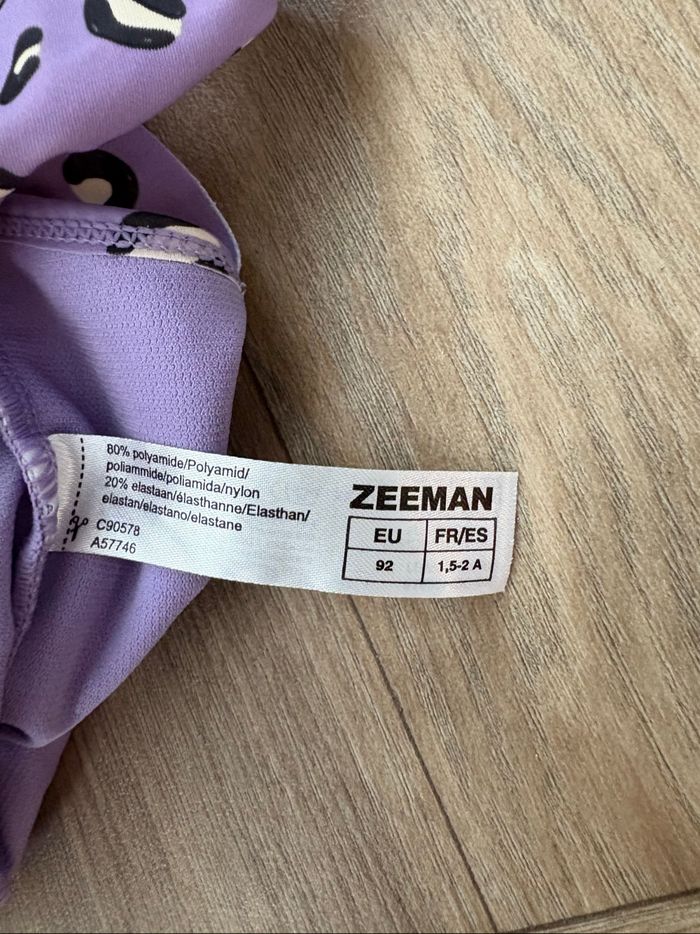 80% polyamide/Polyamid/
poliammide/poliamida/nylon
20% elastaan/élasthanne/Elasthan/
elastan/elastano/elastane
C90578
A57746
ZEEMAN
EU FR/ES
92 1,5-2 A